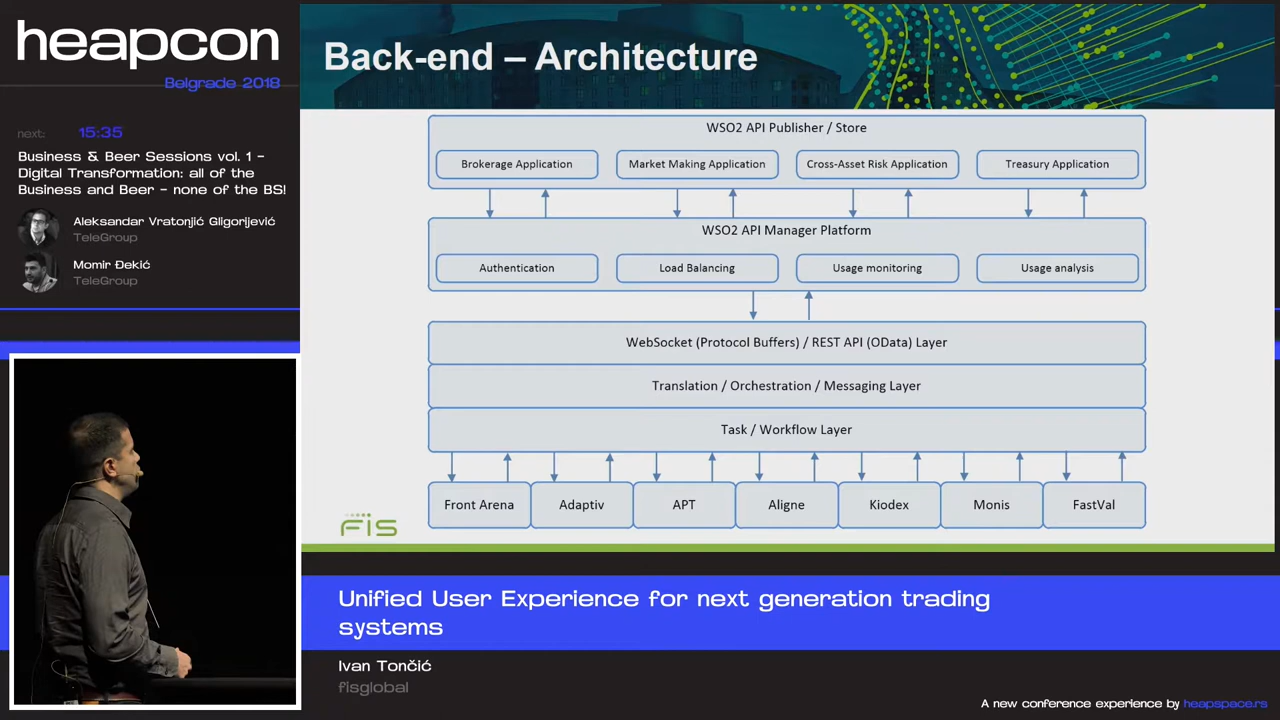 heapcon
Belgrade 2018
next: 15:35
Business & Beer Sessions vol. 1 -
Digital Transformation: all of the
Business and Beer - none of the BS!
Aleksandar Vratonjić Gligorijević
TeleGroup
Momir Đekić
TeleGroup
Back-end – Architecture
WSO2 API Publisher / Store
Brokerage Application
Market Making Application
Cross-Asset Risk Application
Treasury Application
WSO2 API Manager Platform
Authentication
Load Balancing
Usage monitoring
Usage analysis
WebSocket (Protocol Buffers) / REST API (OData) Layer
Translation / Orchestration / Messaging Layer
Task / Workflow Layer
Front Arena
Adaptiv
APT
Aligne
Kiodex
Monis
FastVal
FIS
Unified User Experience for next generation trading
systems
Ivan Tončić
fisglobal
A new conference experience by heapspace.rs